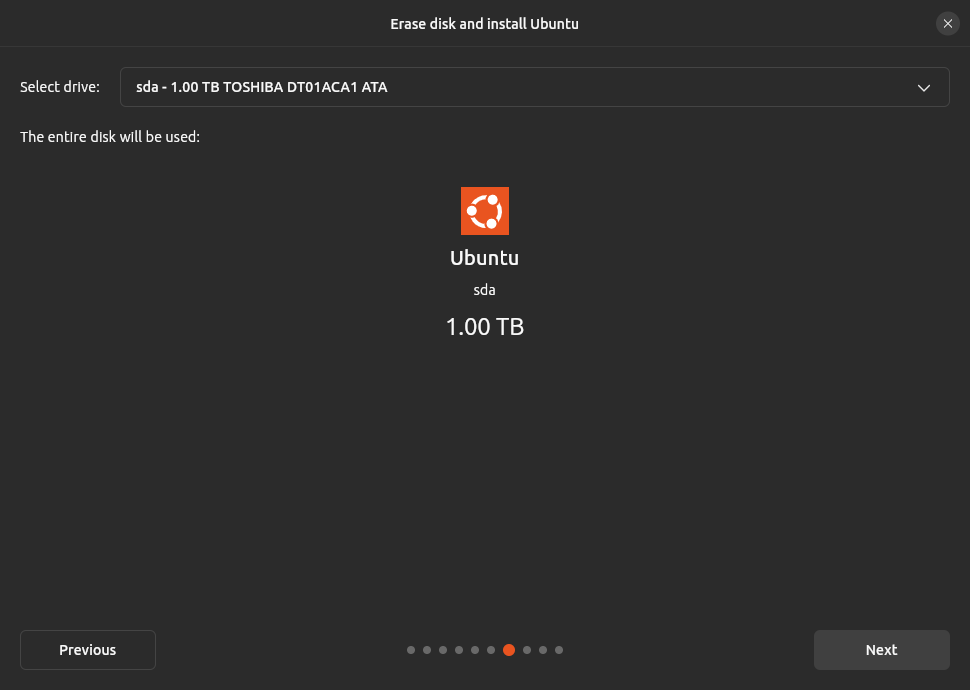 Erase disk and install Ubuntu
Select drive:
sda - 1.00 TB TOSHIBA DT01ACA1 ATA
The entire disk will be used:
Ubuntu
sda
1.00 TB
Previous
Next